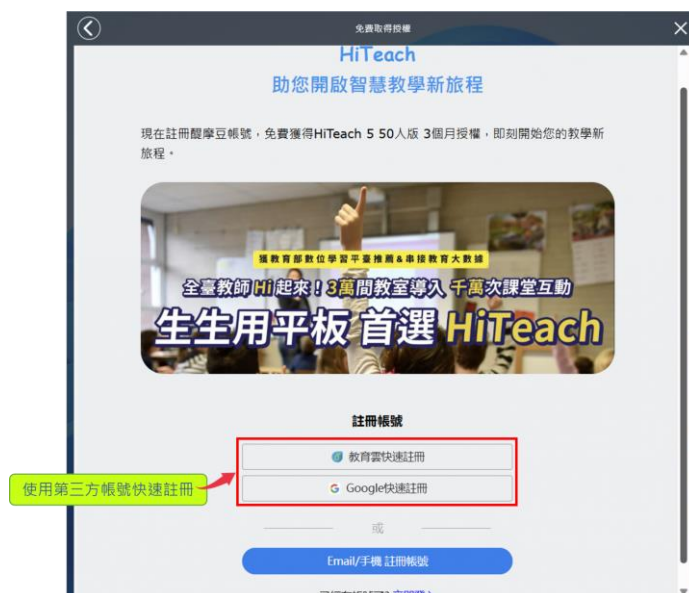 免費取得授權
HiTeach
助您開啟智慧教學新旅程
現在註冊醍摩豆帳號，免費獲得HiTeach 5 50人版 3個月授權，即刻開始您的教學新
旅程。
獲教育部數位學習平臺推薦&串接教育大數據
全臺教師 Hi 起來！3萬間教室導入 千萬次課堂互動
生生用平板 首選 HiTeach
註冊帳號
教育雲快速註冊
使用第三方帳號快速註冊
Google快速註冊
或
Email/手機 註冊帳號